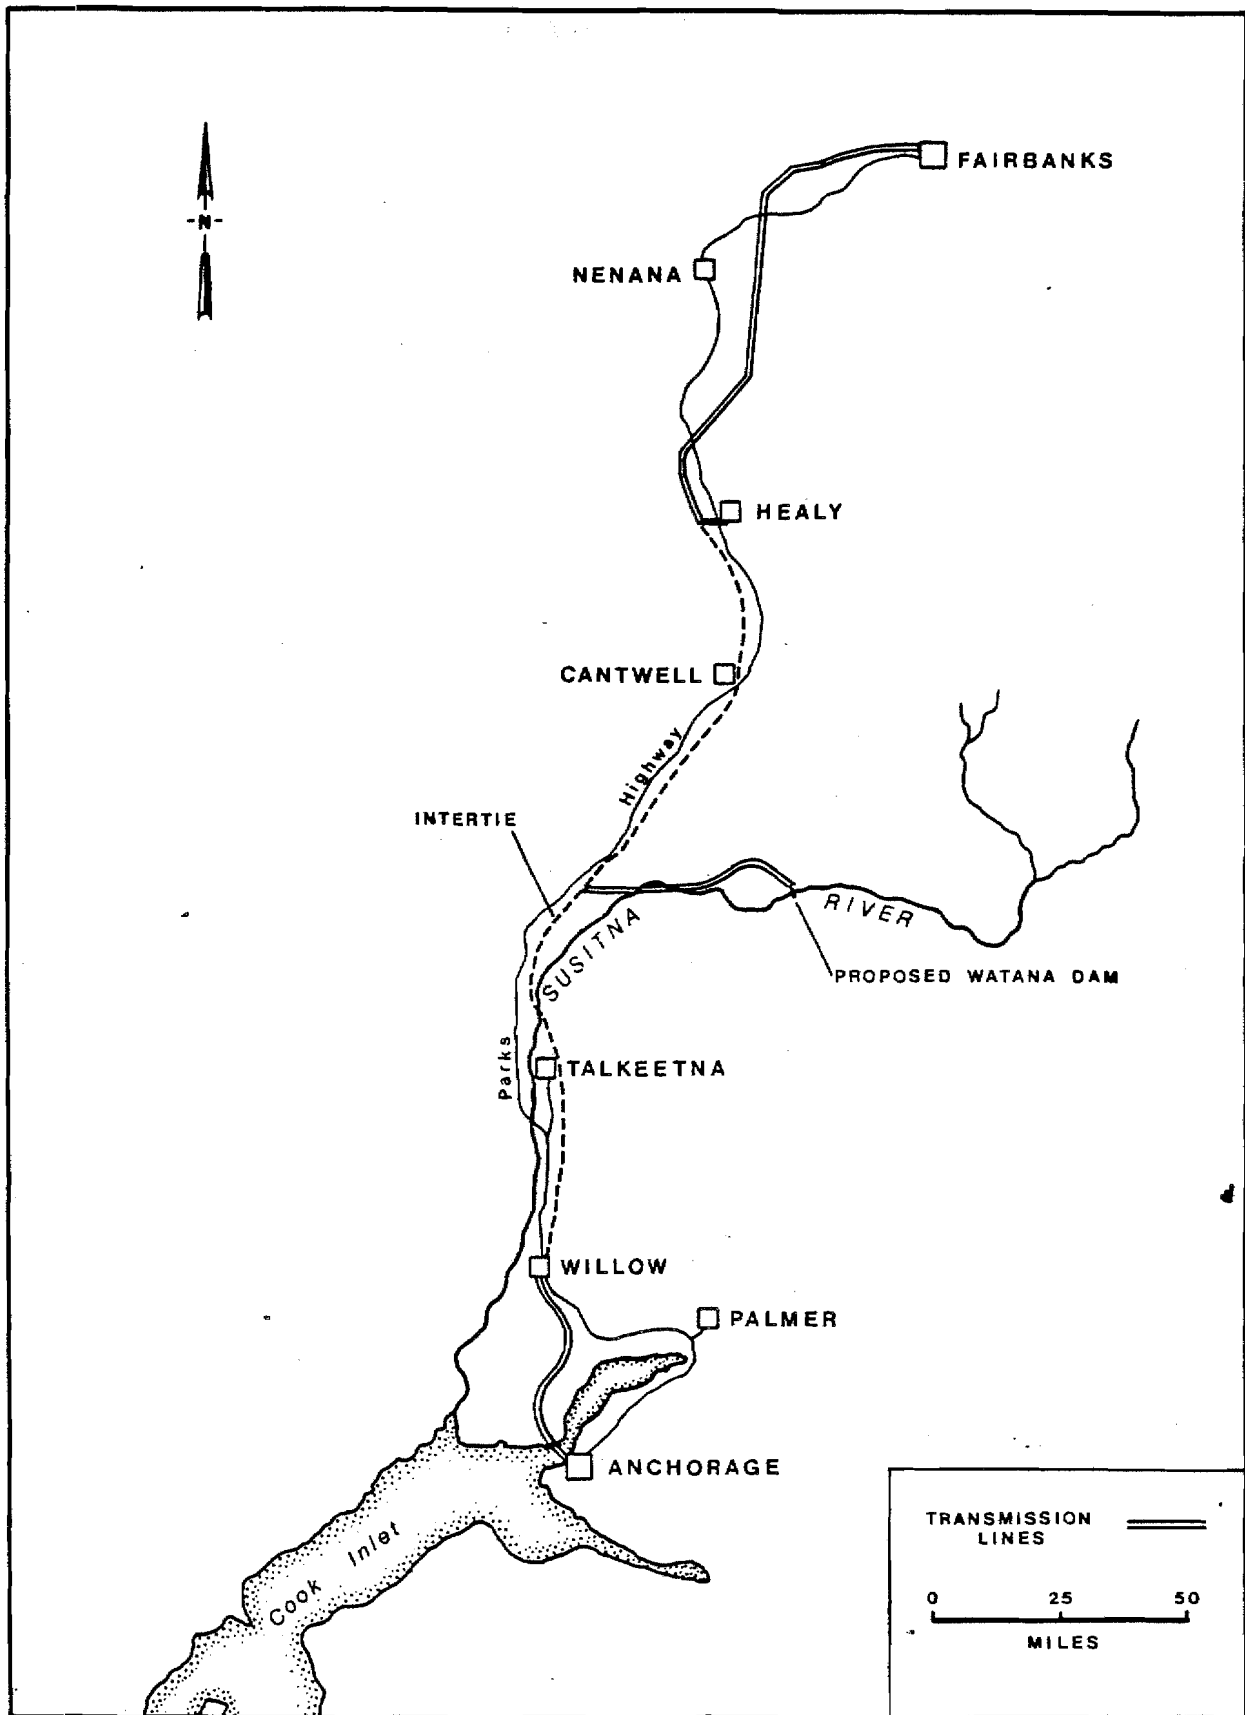 FAIRBANKS
-N-
NENANA
HEALY
CANTWELL
Highway
INTERTIE
RIVER
SUSITNA
PROPOSED WATANA DAM
Parks
TALKEETNA
WILLOW
PALMER
ANCHORAGE
Cook Inlet
TRANSMISSION
LINES
0 25 50
MILES